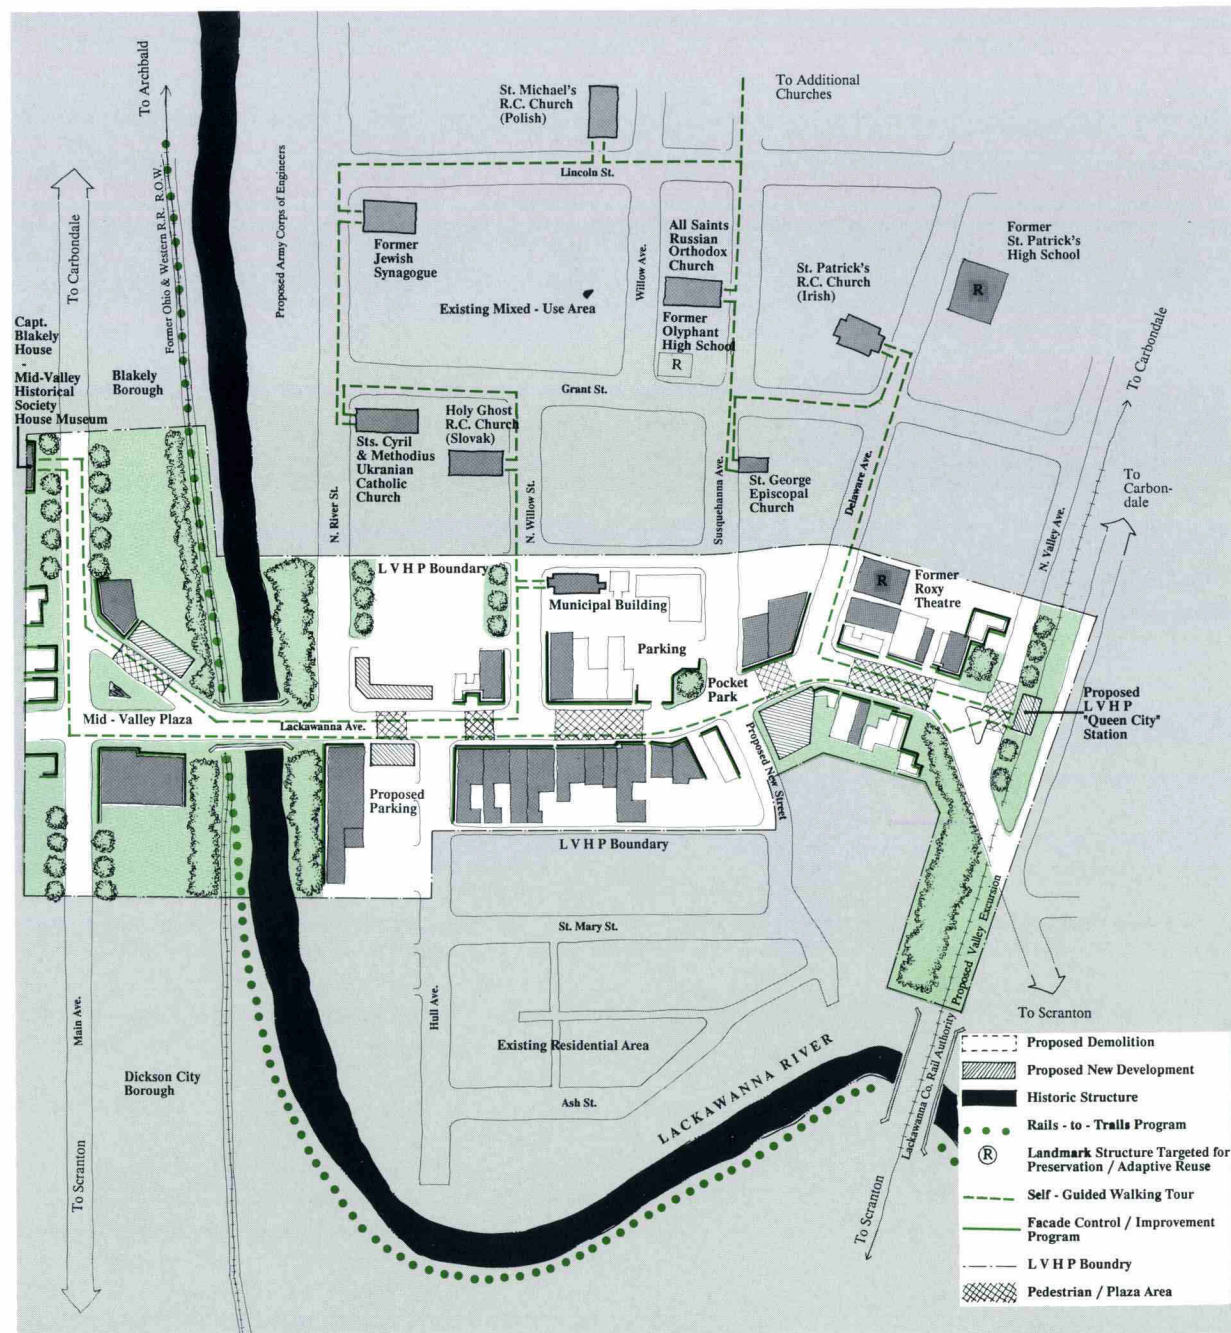 To Archbald
To Carbondale
Former Ohio & Western R.R. R.O.W.
Proposed Army Corps of Engineers
St. Michael's
R.C. Church
(Polish)
To Additional
Churches
Lincoln St.
Former
Jewish
Synagogue
All Saints
Russian
Orthodox
Church
Willow Ave.
Existing Mixed - Use Area
Former
Olyphant
High School
R
St. Patrick's
R.C. Church
(Irish)
Former
St. Patrick's
High School
R
To Carbondale
Capt.
Blakely
House
-
Mid-Valley
Historical
Society
House Museum
Blakely
Borough
Grant St.
Holy Ghost
R.C. Church
(Slovak)
Sts. Cyril
& Methodius
Ukranian
Catholic
Church
N. River St.
N. Willow St.
Susquehanna Ave.
St. George
Episcopal
Church
Delaware Ave.
N. Valley Ave.
To
Carbon-
dale
L V H P Boundary
Municipal Building
R
Former
Roxy
Theatre
Parking
Pocket
Park
Mid - Valley Plaza
Lackawanna Ave.
Proposed
L V H P
"Queen City"
Station
Proposed New Street
Proposed
Parking
L V H P Boundary
St. Mary St.
Hull Ave.
Main Ave.
Existing Residential Area
Ash St.
Dickson City
Borough
To Scranton
LACKAWANNA RIVER
Lackawanna Co. Rail Authority Proposed Valley Excursion
To Scranton
To Scranton
Proposed Demolition
Proposed New Development
Historic Structure
Rails - to - Trails Program
R Landmark Structure Targeted for
Preservation / Adaptive Reuse
Self - Guided Walking Tour
Facade Control / Improvement
Program
L V H P Boundry
Pedestrian / Plaza Area